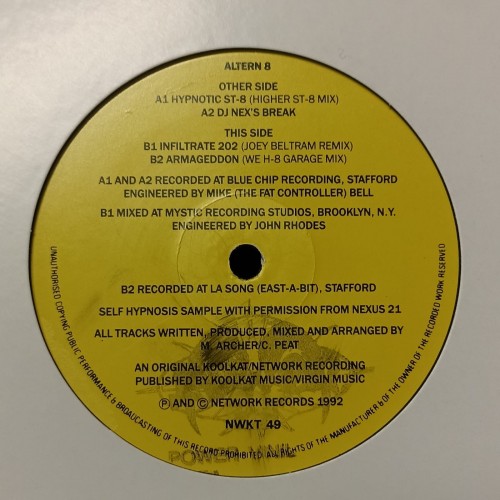 ALTERN 8
OTHER SIDE
A1 HYPNOTIC ST-8 (HIGHER ST-8 MIX)
A2 DJ NEX'S BREAK
THIS SIDE
B1 INFILTRATE 202 (JOEY BELTRAM REMIX)
B2 ARMAGEDDON (WE H-8 GARAGE MIX)
A1 AND A2 RECORDED AT BLUE CHIP RECORDING, STAFFORD
ENGINEERED BY MIKE (THE FAT CONTROLLER) BELL
B1 MIXED AT MYSTIC RECORDING STUDIOS, BROOKLYN, N.Y.
ENGINEERED BY JOHN RHODES
B2 RECORDED AT LA SONG (EAST-A-BIT), STAFFORD
SELF HYPNOSIS SAMPLE WITH PERMISSION FROM NEXUS 21
ALL TRACKS WRITTEN, PRODUCED, MIXED AND ARRANGED BY
M. ARCHER/C. PEAT
AN ORIGINAL KOOLKAT/NETWORK RECORDING
PUBLISHED BY KOOLKAT MUSIC/VIRGIN MUSIC
Ⓟ AND © NETWORK RECORDS 1992
NWKT 49
UNAUTHORISED COPYING PUBLIC PERFORMANCE & BROADCASTING OF THIS RECORD PROHIBITED. ALL RIGHTS OF THE MANUFACTURER & OF THE OWNER OF THE RECORDED WORK RESERVED
POWER